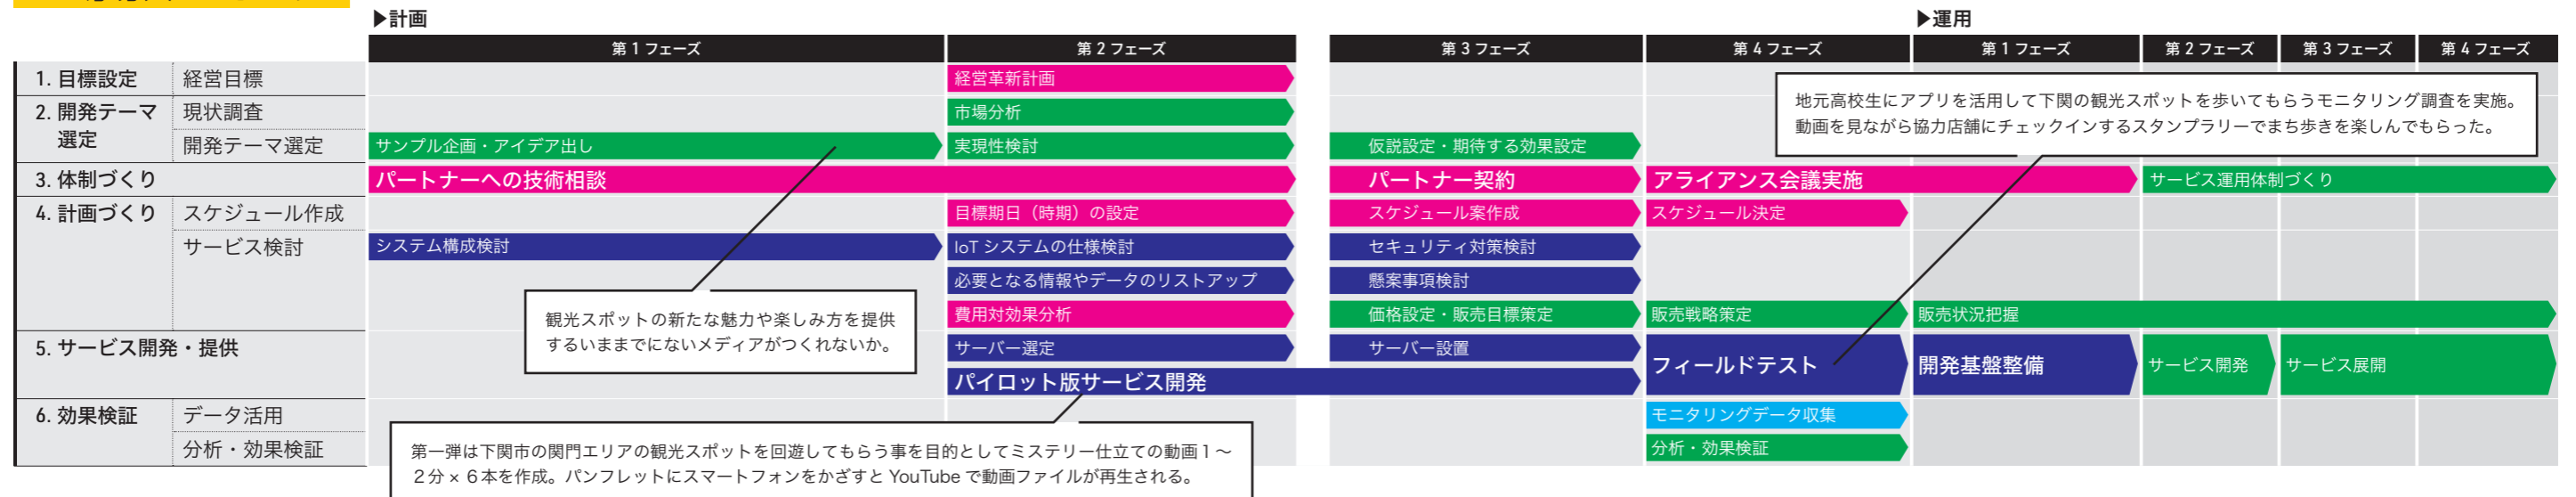 ▶計画
▶運用
第 1 フェーズ
第 2 フェーズ
第 3 フェーズ
第 4 フェーズ
第 1 フェーズ
第 2 フェーズ
第 3 フェーズ
第 4 フェーズ
1. 目標設定
経営目標
経営革新計画
2. 開発テーマ
選定
現状調査
市場分析
開発テーマ選定
サンプル企画・アイデア出し
実現性検討
仮説設定・期待する効果設定
地元高校生にアプリを活用して下関の観光スポットを歩いてもらうモニタリング調査を実施。
動画を見ながら協力店舗にチェックインするスタンプラリーでまち歩きを楽しんでもらった。
3. 体制づくり
パートナーへの技術相談
パートナー契約
アライアンス会議実施
サービス運用体制づくり
4. 計画づくり
スケジュール作成
目標期日（時期）の設定
スケジュール案作成
スケジュール決定
サービス検討
システム構成検討
IoT システムの仕様検討
セキュリティ対策検討
必要となる情報やデータのリストアップ
懸案事項検討
費用対効果分析
価格設定・販売目標策定
販売戦略策定
販売状況把握
観光スポットの新たな魅力や楽しみ方を提供
するいままでにないメディアがつくれないか。
5. サービス開発・提供
サーバー選定
サーバー設置
フィールドテスト
開発基盤整備
サービス開発
サービス展開
パイロット版サービス開発
6. 効果検証
データ活用
モニタリングデータ収集
分析・効果検証
分析・効果検証
第一弾は下関市の関門エリアの観光スポットを回遊してもらう事を目的としてミステリー仕立ての動画１〜
２分 × ６本を作成。パンフレットにスマートフォンをかざすと YouTube で動画ファイルが再生される。